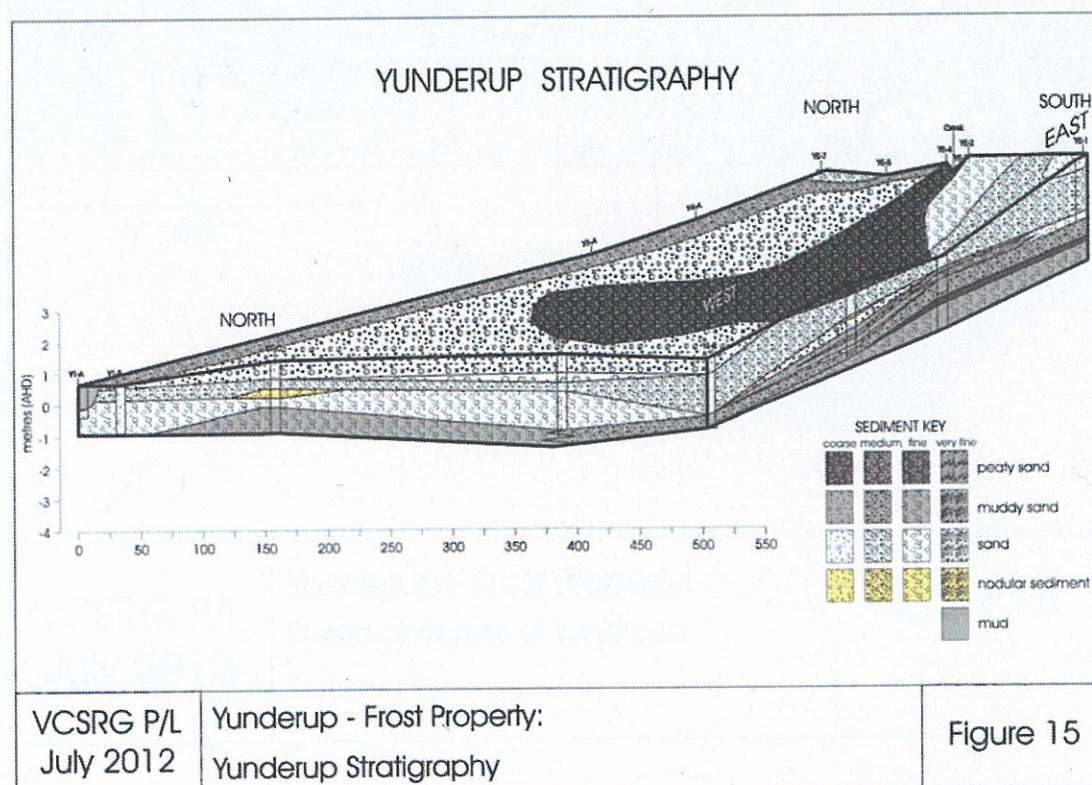 YUNDERUP STRATIGRAPHY
NORTH
SOUTH
EAST
WEST
NORTH
metres (AHD)
3
2
1
0
-1
-2
-3
-4
0 50 100 150 200 250 300 350 400 450 500 550
SEDIMENT KEY
coarse medium fine very fine
peaty sand
muddy sand
sand
nodular sediment
mud
VCSRG P/L
July 2012
Yunderup - Frost Property:
Yunderup Stratigraphy
Figure 15